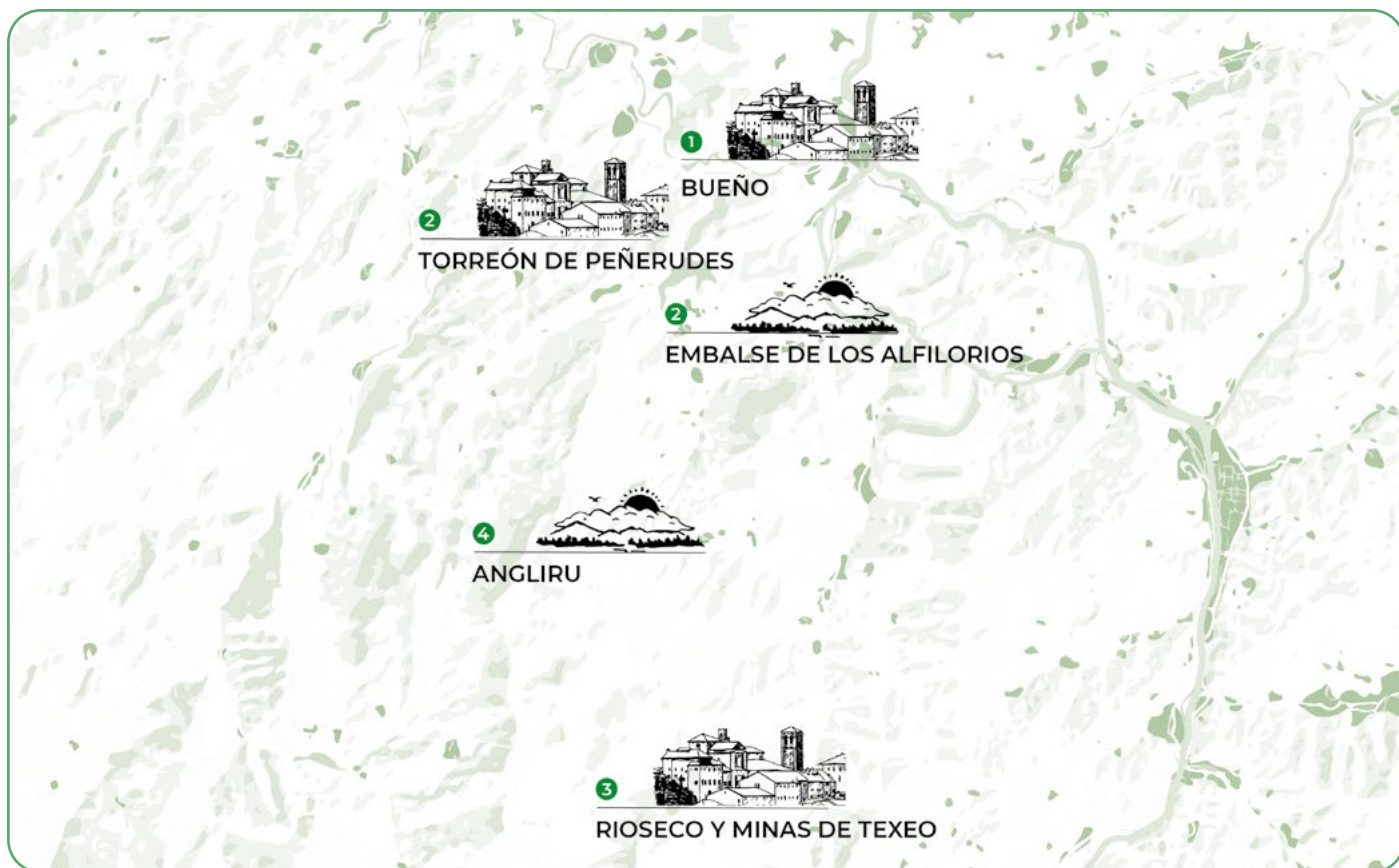 1
BUEÑO
2
TORREÓN DE PEÑERUDES
2
EMBALSE DE LOS ALFILORIOS
4
ANGLIRU
3
RIOSECO Y MINAS DE TEXEO